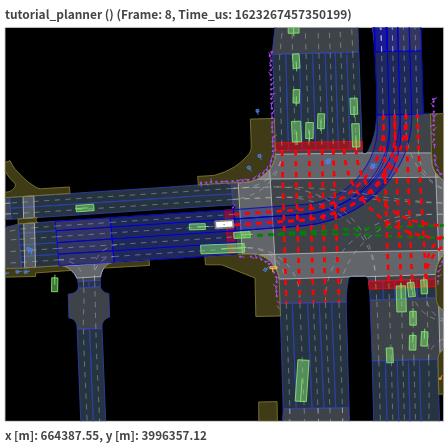 tutorial_planner () (Frame: 8, Time_us: 1623267457350199)
x [m]: 664387.55, y [m]: 3996357.12